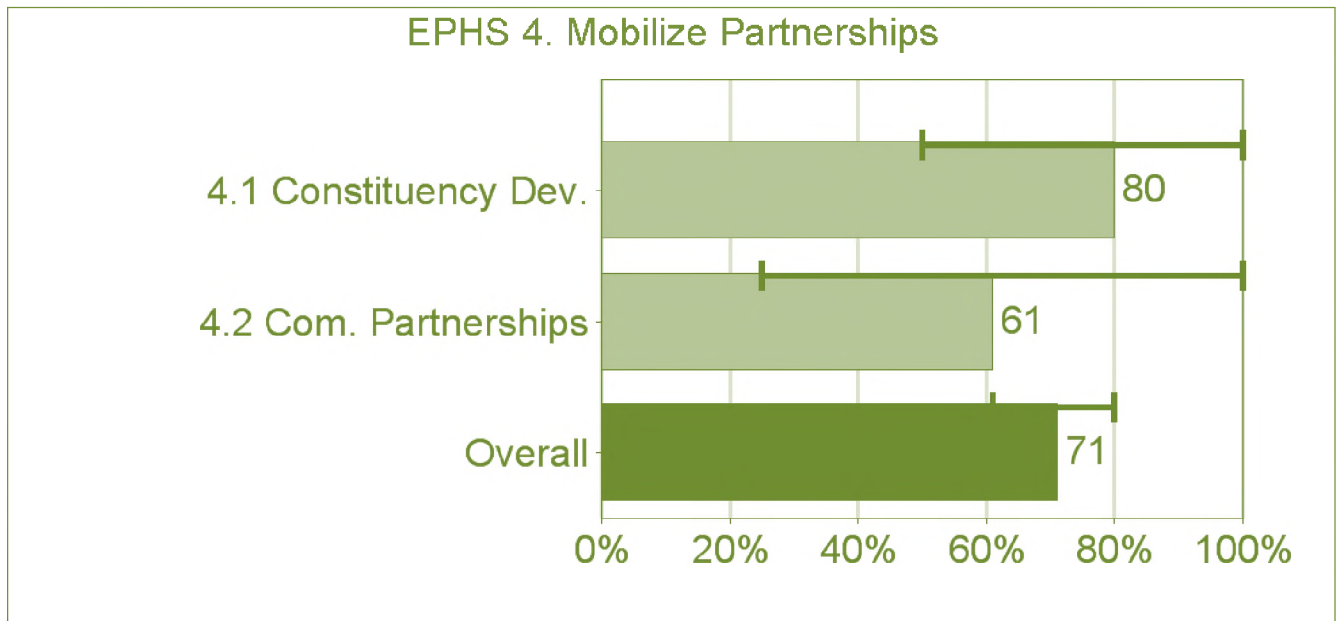 EPHS 4. Mobilize Partnerships
4.1 Constituency Dev.
80
4.2 Com. Partnerships
61
Overall
71
0% 20% 40% 60% 80% 100%